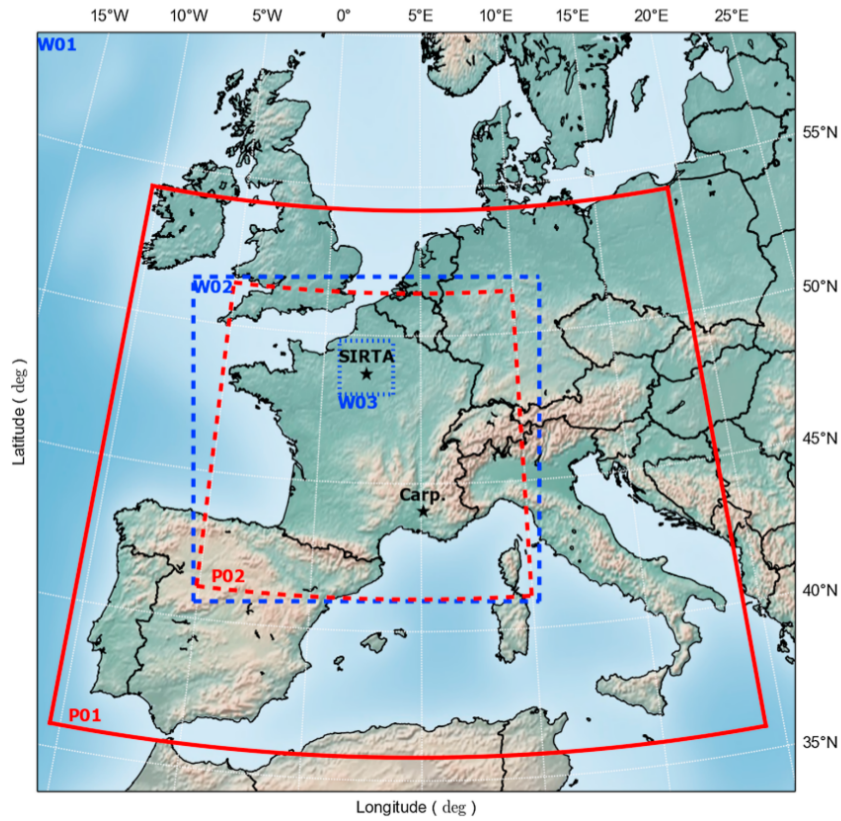 15°W 10°W 5°W 0° 5°E 10°E 15°E 20°E 25°E
W01
55°N
50°N
W02
SIRTA
W03
45°N
Carp.
P02
40°N
P01
35°N
Latitude ( deg )
Longitude ( deg )